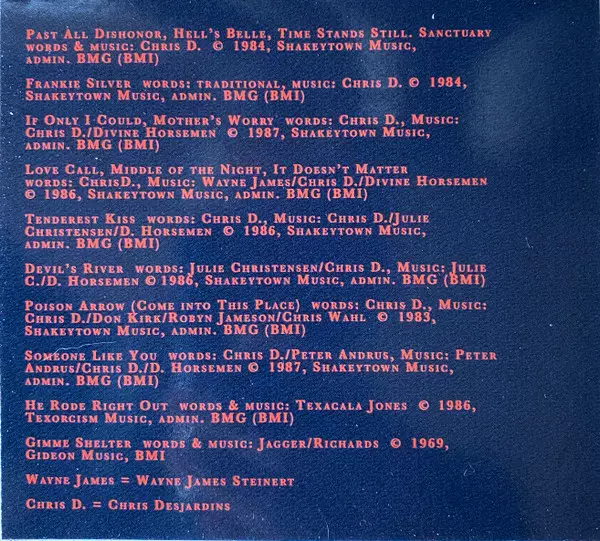 Past All Dishonor, Hell's Belle, Time Stands Still. Sanctuary
words & music: Chris D. © 1984, Shakeytown Music,
admin. BMG (BMI)
Frankie Silver words: traditional, music: Chris D. © 1984,
Shakeytown Music, admin. BMG (BMI)
If Only I Could, Mother's Worry words: Chris D., Music:
Chris D./Divine Horsemen © 1987, Shakeytown Music,
admin. BMG (BMI)
Love Call, Middle of the Night, It Doesn't Matter
words: ChrisD., Music: Wayne James/Chris D./Divine Horsemen
© 1986, Shakeytown Music, admin. BMG (BMI)
Tenderest Kiss words: Chris D., Music: Chris D./Julie
Christensen/D. Horsemen © 1986, Shakeytown Music,
admin. BMG (BMI)
Devil's River words: Julie Christensen/Chris D., Music: Julie
C./D. Horsemen © 1986, Shakeytown Music, admin. BMG (BMI)
Poison Arrow (Come into This Place) words: Chris D., Music:
Chris D./Don Kirk/Robyn Jameson/Chris Wahl © 1983,
Shakeytown Music, admin. BMG (BMI)
Someone Like You words: Chris D./Peter Andrus, Music: Peter
Andrus/Chris D./D. Horsemen © 1987, Shakeytown Music,
admin. BMG (BMI)
He Rode Right Out words & music: Texacala Jones © 1986,
Texorcism Music, admin. BMG (BMI)
Gimme Shelter words & music: Jagger/Richards © 1969,
Gideon Music, BMI
Wayne James = Wayne James Steinert
Chris D. = Chris Desjardins